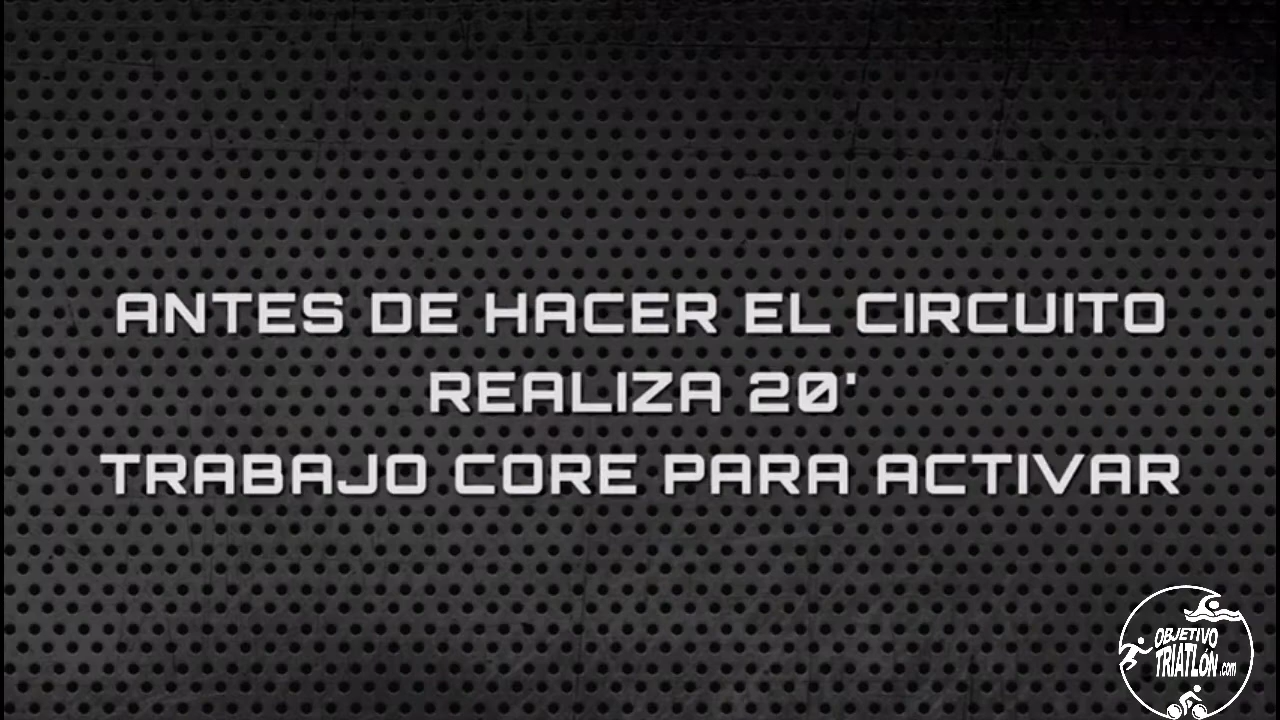 ANTES DE HACER EL CIRCUITO
REALIZA 20'
TRABAJO CORE PARA ACTIVAR
OBJETIVO
TRIATLÓN.com